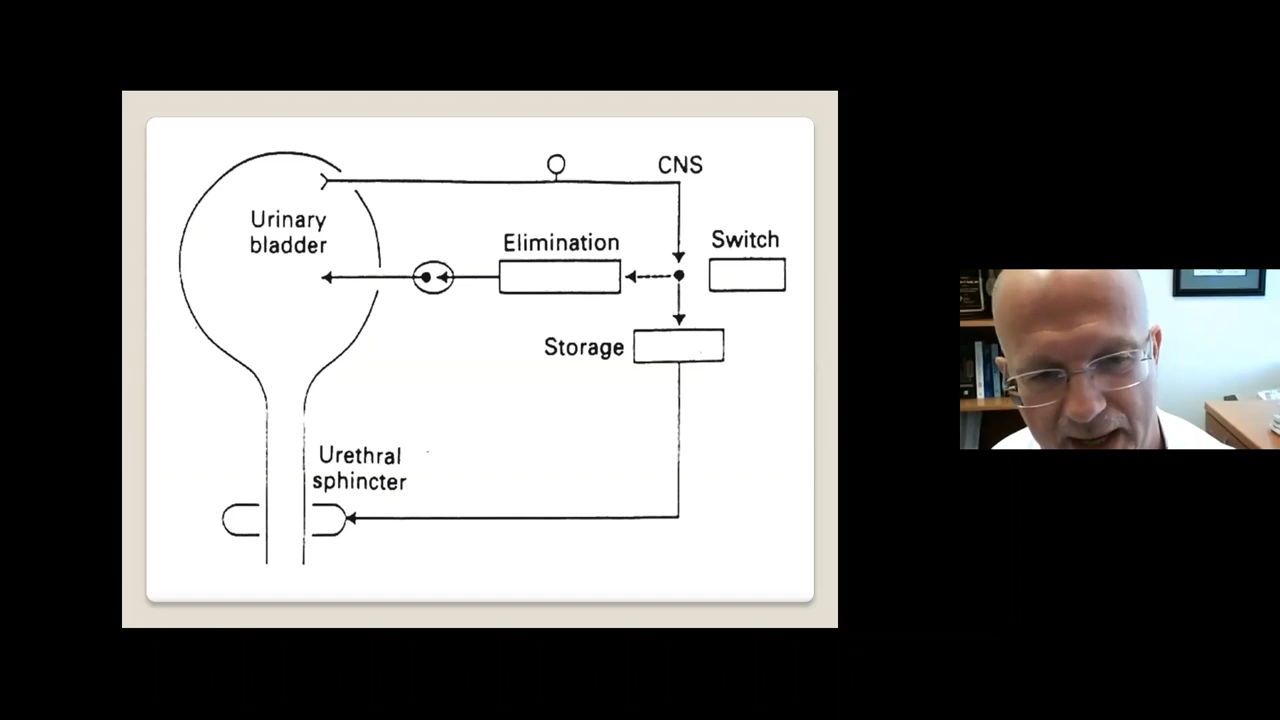 CNS
Urinary
bladder
Elimination
Switch
Storage
Urethral
sphincter